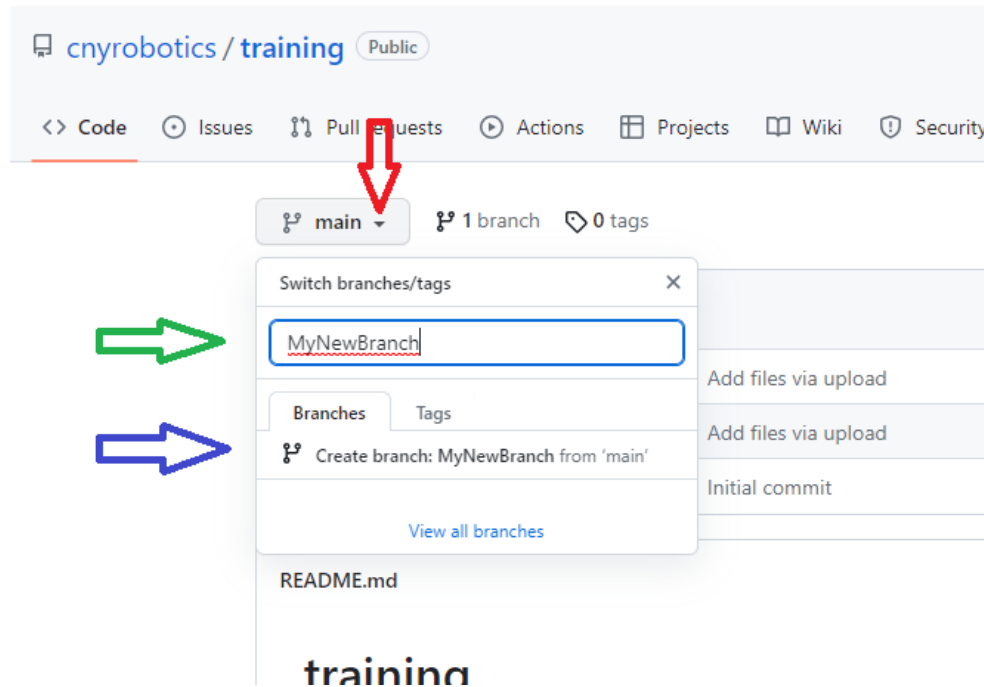 cnyrobotics / training Public
Code Issues Pull requests Actions Projects Wiki Security
main 1 branch 0 tags
Switch branches/tags
MyNewBranch
Add files via upload
Branches Tags
Add files via upload
Create branch: MyNewBranch from ‘main’
Initial commit
View all branches
README.md
training